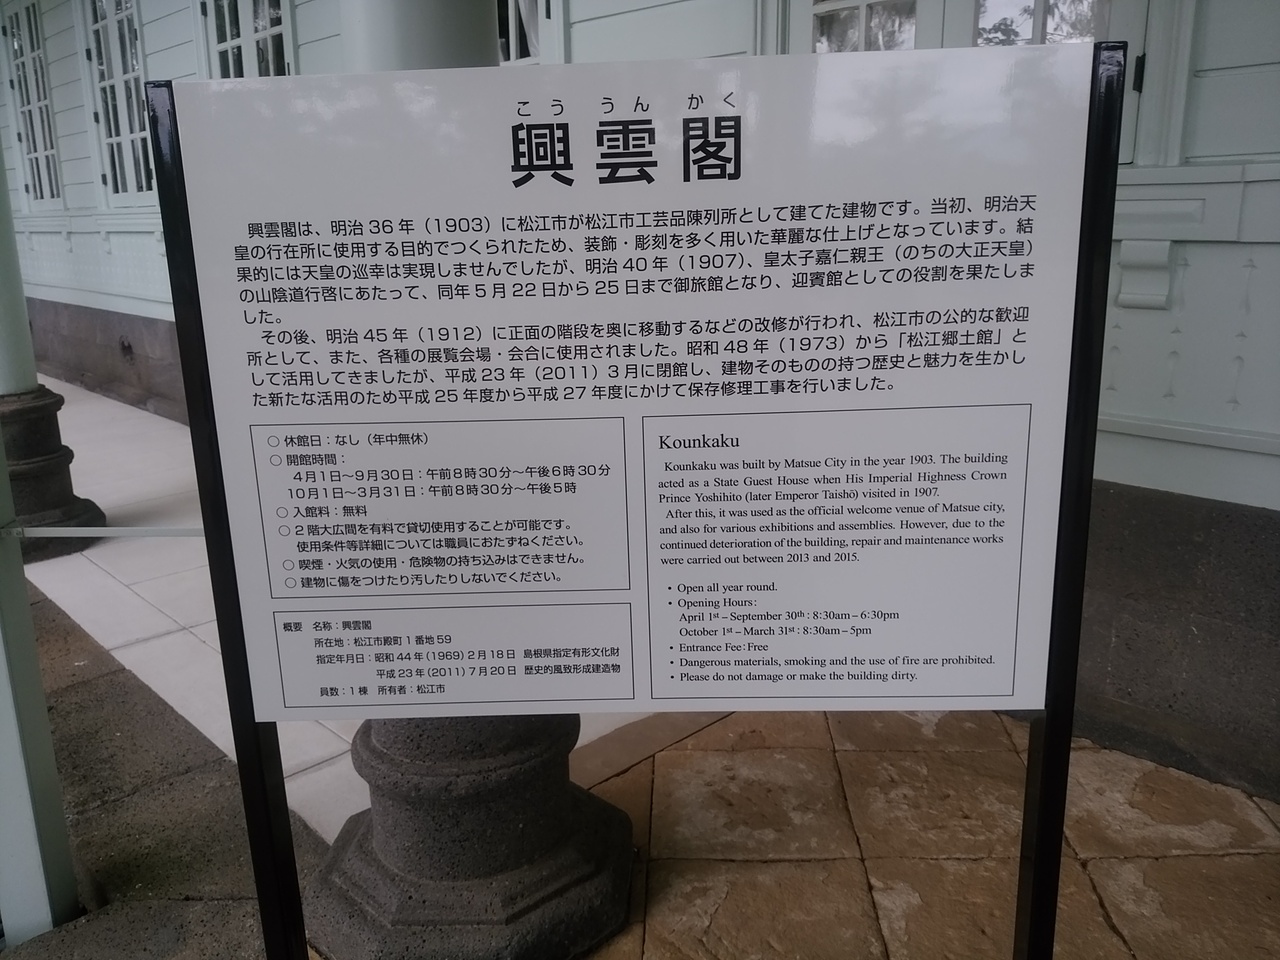 こう うん かく
興雲閣
興雲閣は、明治36年（1903）に松江市が松江市工芸品陳列所として建てた建物です。当初、明治天
皇の行在所に使用する目的でつくられたため、装飾・彫刻を多く用いた華麗な仕上げとなっています。結
果的には天皇の巡幸は実現しませんでしたが、明治40年（1907）、皇太子嘉仁親王（のちの大正天皇）
の山陰道行啓にあたって、同年5月22日から25日まで御旅館となり、迎賓館としての役割を果たしま
した。
その後、明治45年（1912）に正面の階段を奥に移動するなどの改修が行われ、松江市の公的な歓迎
所として、また、各種の展覧会場・会合に使用されました。昭和48年（1973）から「松江郷土館」と
して活用してきましたが、平成23年（2011）3月に閉館し、建物そのものの持つ歴史と魅力を生かし
た新たな活用のため平成25年度から平成27年度にかけて保存修理工事を行いました。
○ 休館日：なし（年中無休）
○ 開館時間：
4月1日～9月30日：午前8時30分～午後6時30分
10月1日～3月31日：午前8時30分～午後5時
○ 入館料：無料
○ 2階大広間を有料で貸切使用することが可能です。
使用条件等詳細については職員におたずねください。
○ 喫煙・火気の使用・危険物の持ち込みはできません。
○ 建物に傷をつけたり汚したりしないでください。
概要 名称：興雲閣
所在地：松江市殿町1番地59
指定年月日：昭和44年(1969)2月18日 島根県指定有形文化財
平成23年(2011)7月20日 歴史的風致形成建造物
員数：1棟 所有者：松江市
Kounkaku
Kounkaku was built by Matsue City in the year 1903. The building
acted as a State Guest House when His Imperial Highness Crown
Prince Yoshihito (later Emperor Taishō) visited in 1907.
After this, it was used as the official welcome venue of Matsue city,
and also for various exhibitions and assemblies. However, due to the
continued deterioration of the building, repair and maintenance works
were carried out between 2013 and 2015.
• Open all year round.
• Opening Hours:
April 1st – September 30th : 8:30am – 6:30pm
October 1st – March 31st : 8:30am – 5pm
• Entrance Fee: Free
• Dangerous materials, smoking and the use of fire are prohibited.
• Please do not damage or make the building dirty.